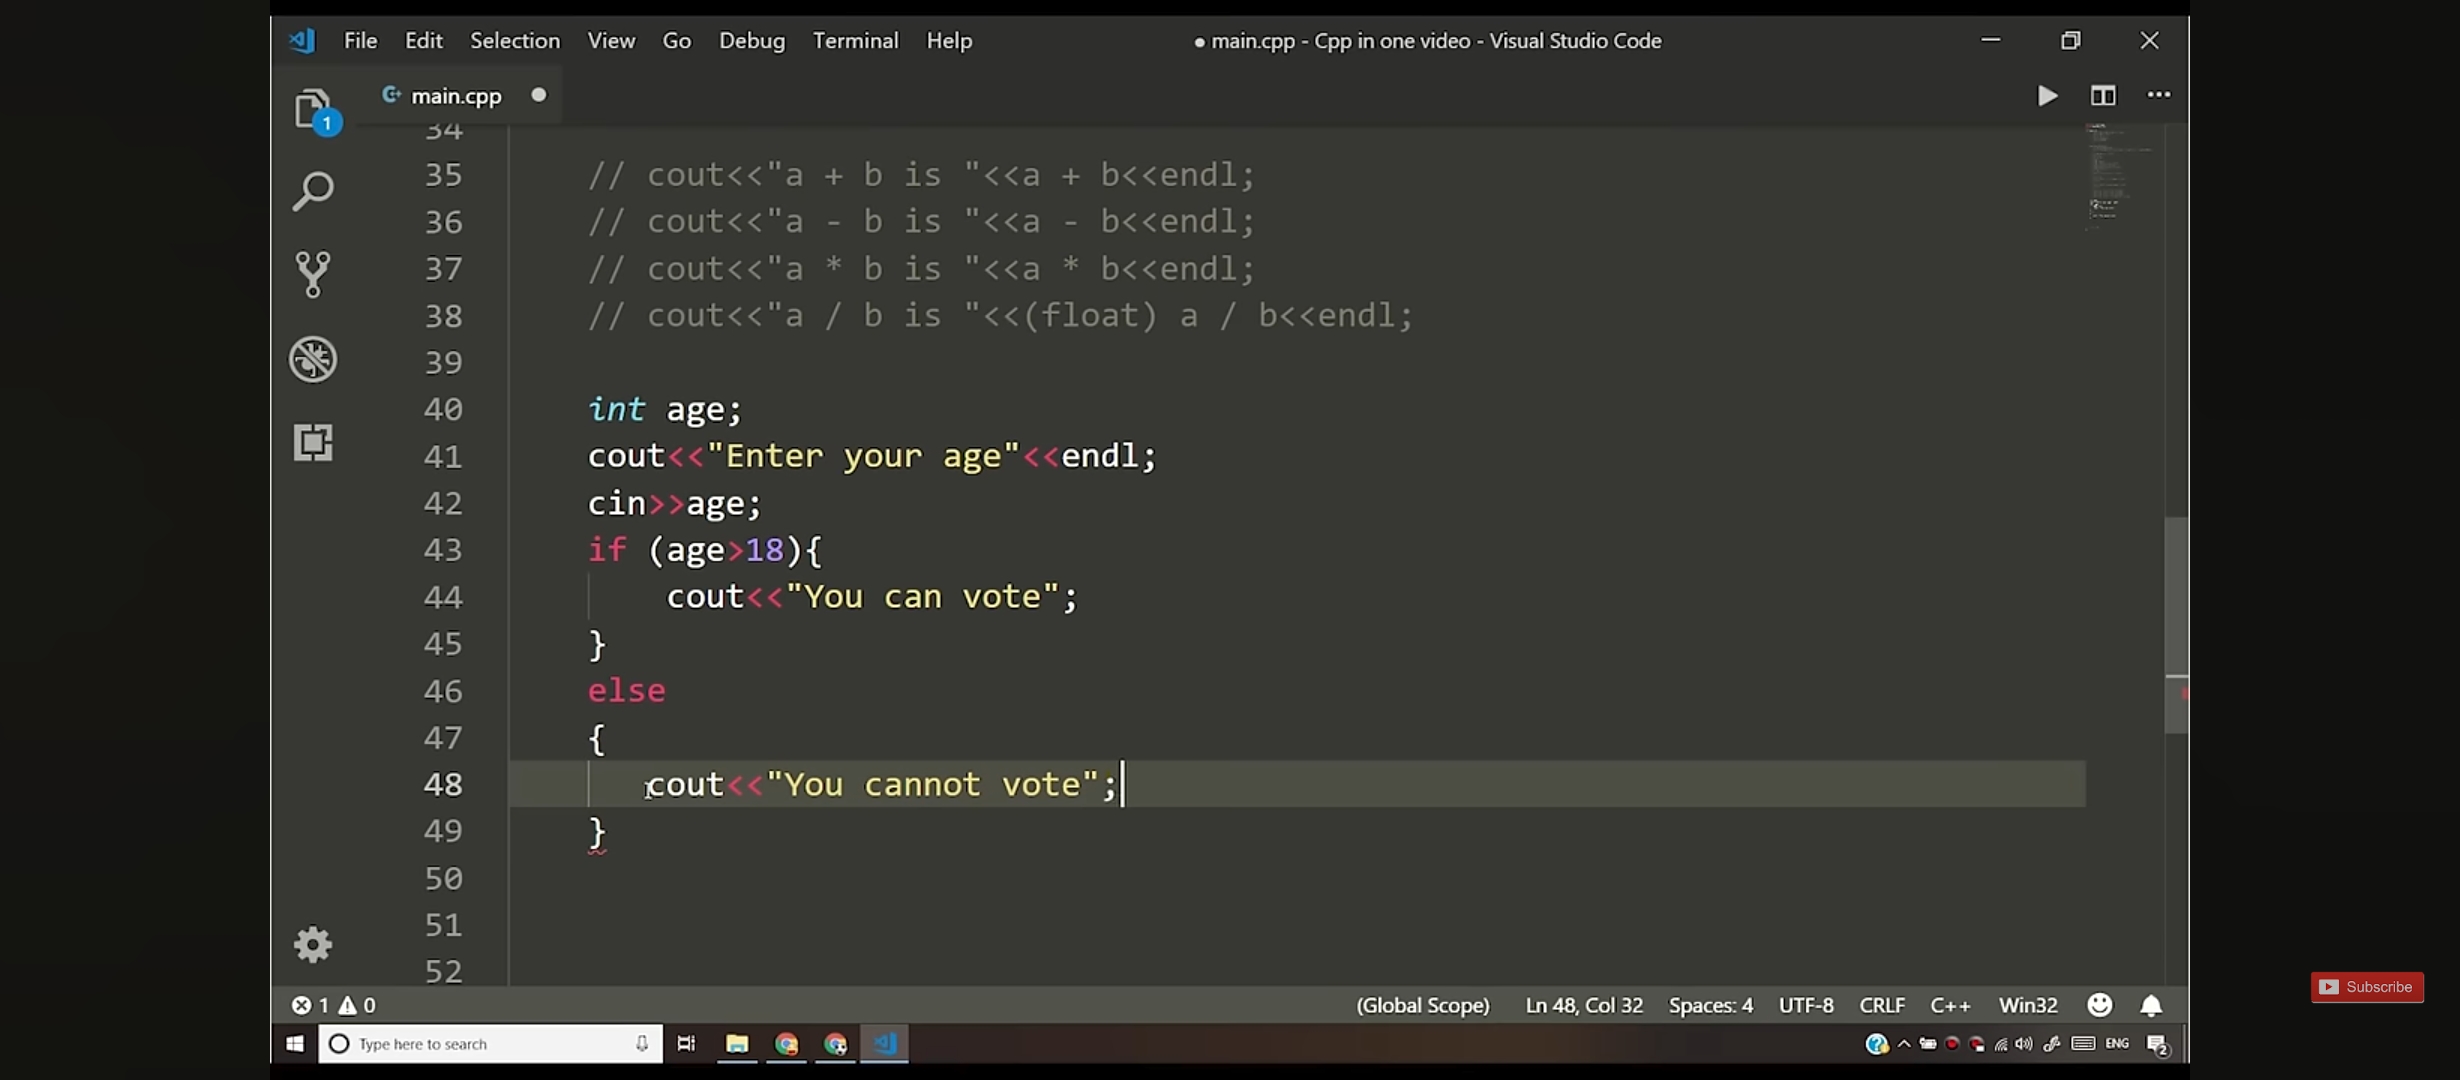 File Edit Selection View Go Debug Terminal Help
● main.cpp - Cpp in one video - Visual Studio Code
1
main.cpp
34
35 // cout<<"a + b is "<<a + b<<endl;
36 // cout<<"a - b is "<<a - b<<endl;
37 // cout<<"a * b is "<<a * b<<endl;
38 // cout<<"a / b is "<<(float) a / b<<endl;
39
40 int age;
41 cout<<"Enter your age"<<endl;
42 cin>>age;
43 if (age>18){
44 cout<<"You can vote";
45 }
46 else
47 {
48 cout<<"You cannot vote";
49 }
50
51
52
1 0 (Global Scope) Ln 48, Col 32 Spaces: 4 UTF-8 CRLF C++ Win32
Subscribe
Type here to search ENG 2